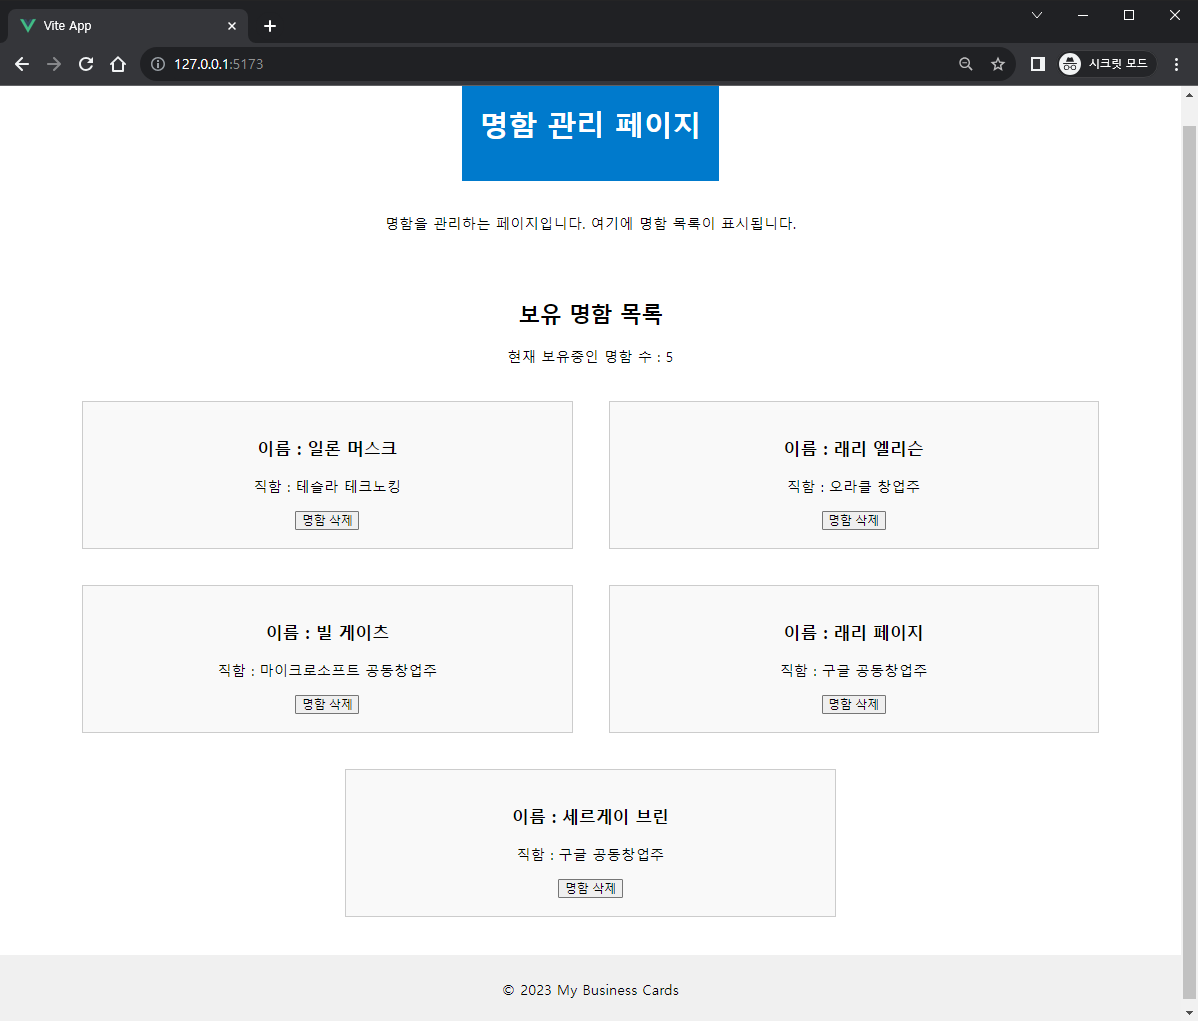 Vite App
127.0.0.1:5173
시크릿 모드
명함 관리 페이지
명함을 관리하는 페이지입니다. 여기에 명함 목록이 표시됩니다.
보유 명함 목록
현재 보유중인 명함 수 : 5
이름 : 일론 머스크
직함 : 테슬라 테크노킹
명함 삭제
이름 : 래리 엘리슨
직함 : 오라클 창업주
명함 삭제
이름 : 빌 게이츠
직함 : 마이크로소프트 공동창업주
명함 삭제
이름 : 래리 페이지
직함 : 구글 공동창업주
명함 삭제
이름 : 세르게이 브린
직함 : 구글 공동창업주
명함 삭제
© 2023 My Business Cards